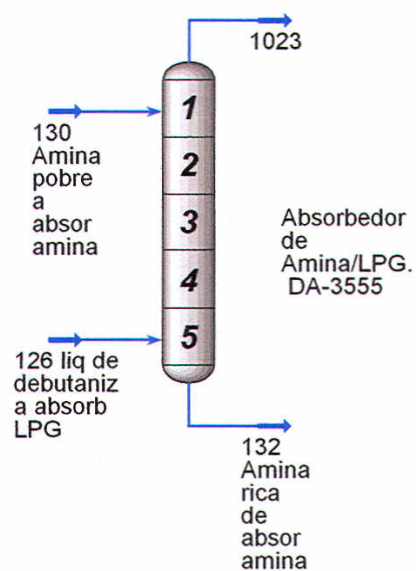 1023
1
130
Amina
pobre
a
absor
amina
2
3
Absorbedor
de
Amina/LPG.
DA-3555
4
5
126 liq de
debutaniz
a absorb
LPG
132
Amina
rica
de
absor
amina